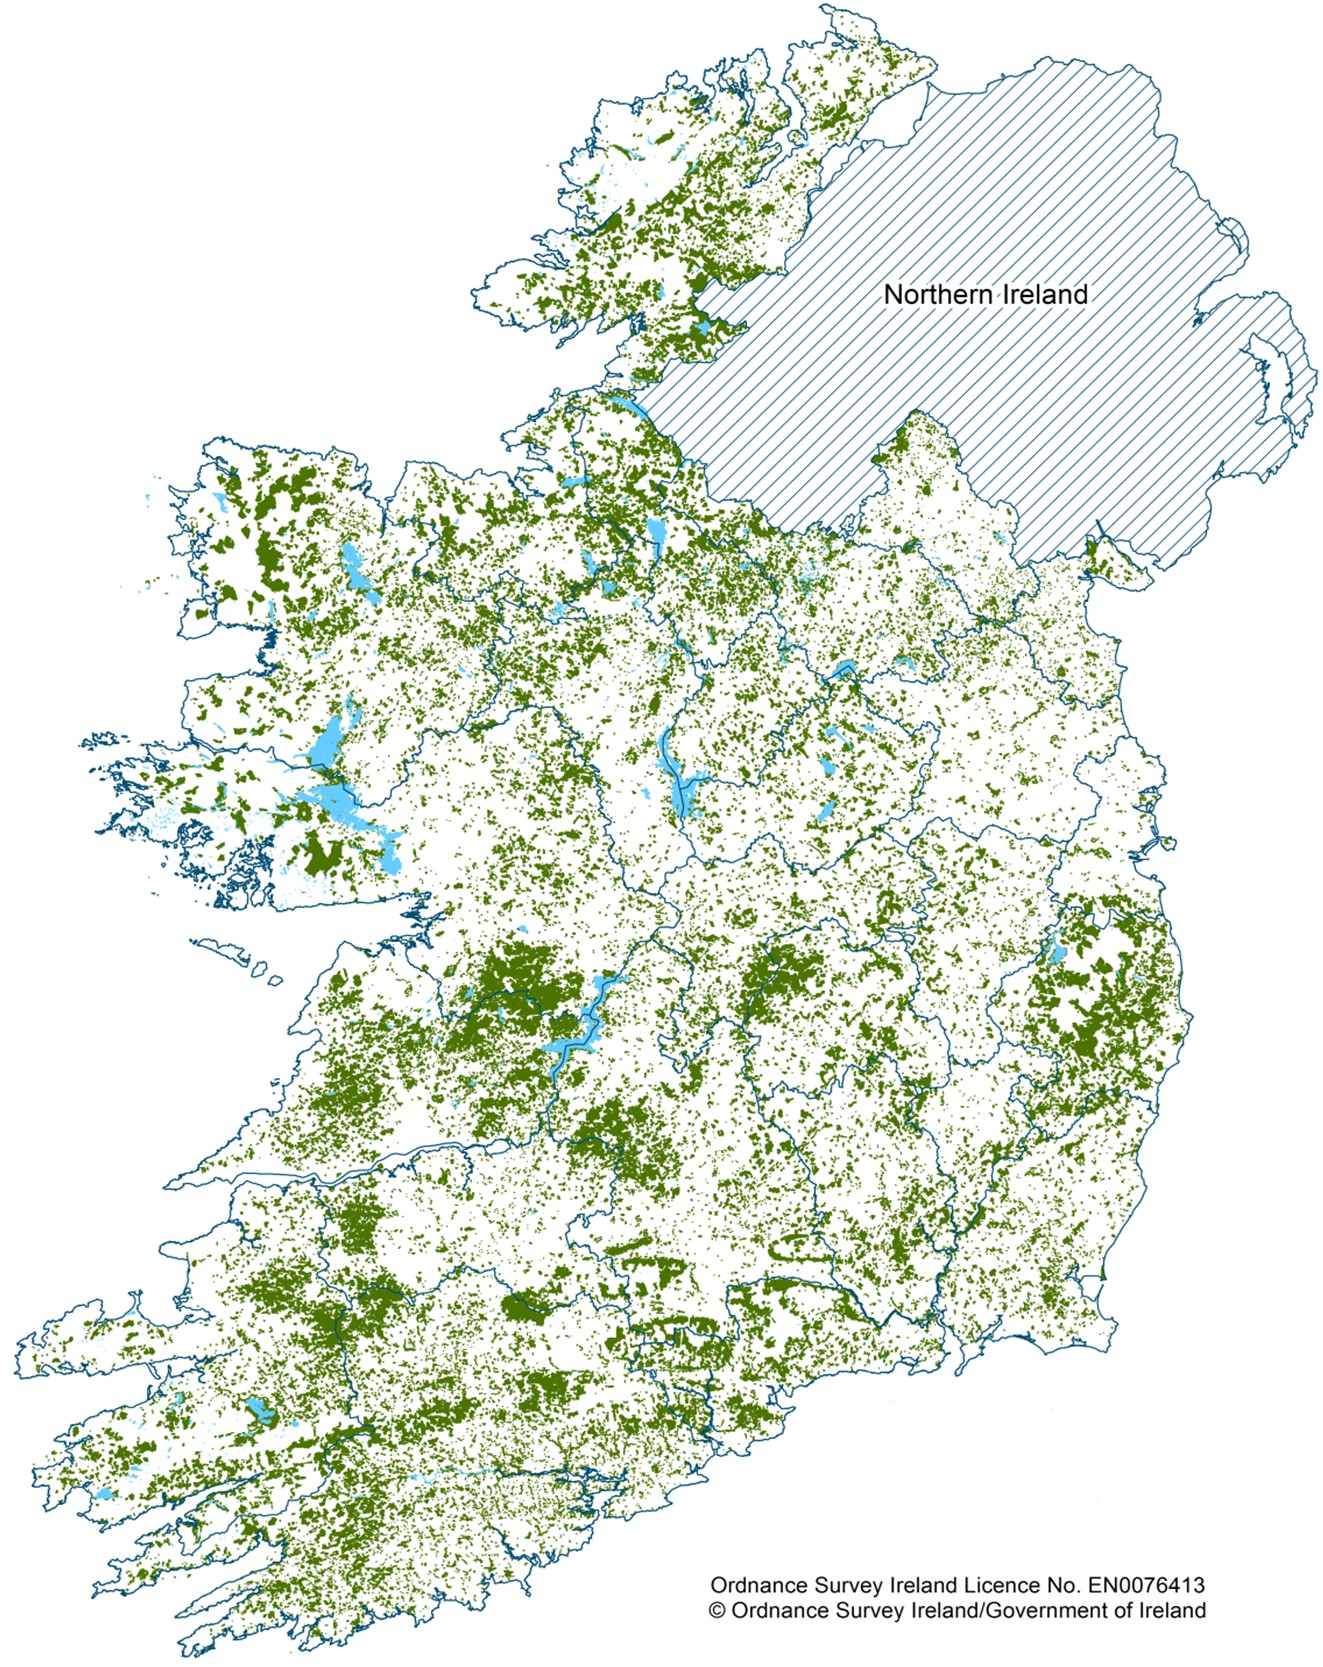 Northern Ireland
Ordnance Survey Ireland Licence No. EN0076413
© Ordnance Survey Ireland/Government of Ireland